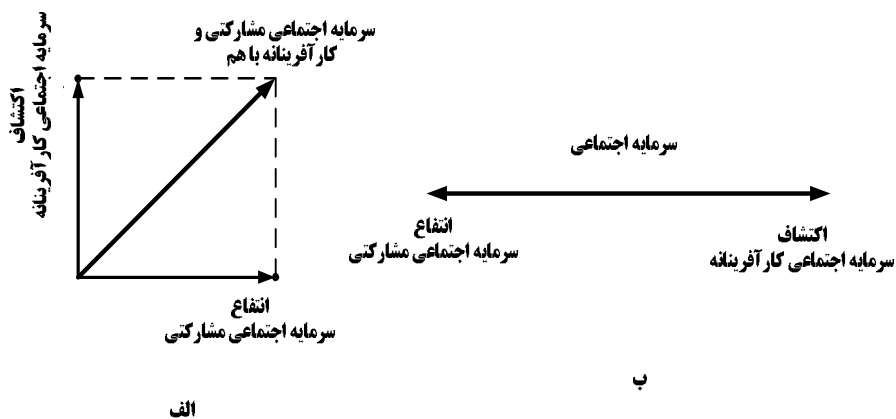 سرمایه اجتماعی مشارکتی و
کارآفرینانه با هم
اکتشاف
سرمایه اجتماعی کارآفرینانه
انتفاع
سرمایه اجتماعی مشارکتی
الف
سرمایه اجتماعی
اکتشاف
سرمایه اجتماعی کارآفرینانه
انتفاع
سرمایه اجتماعی مشارکتی
ب